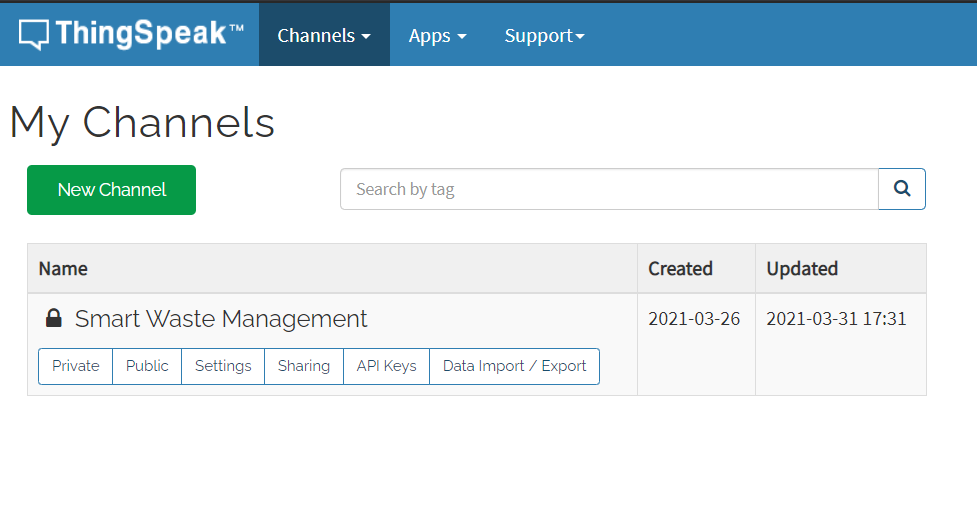 ThingSpeak™ Channels Apps Support
My Channels
New Channel Search by tag
Name Created Updated
Smart Waste Management 2021-03-26 2021-03-31 17:31
Private Public Settings Sharing API Keys Data Import / Export